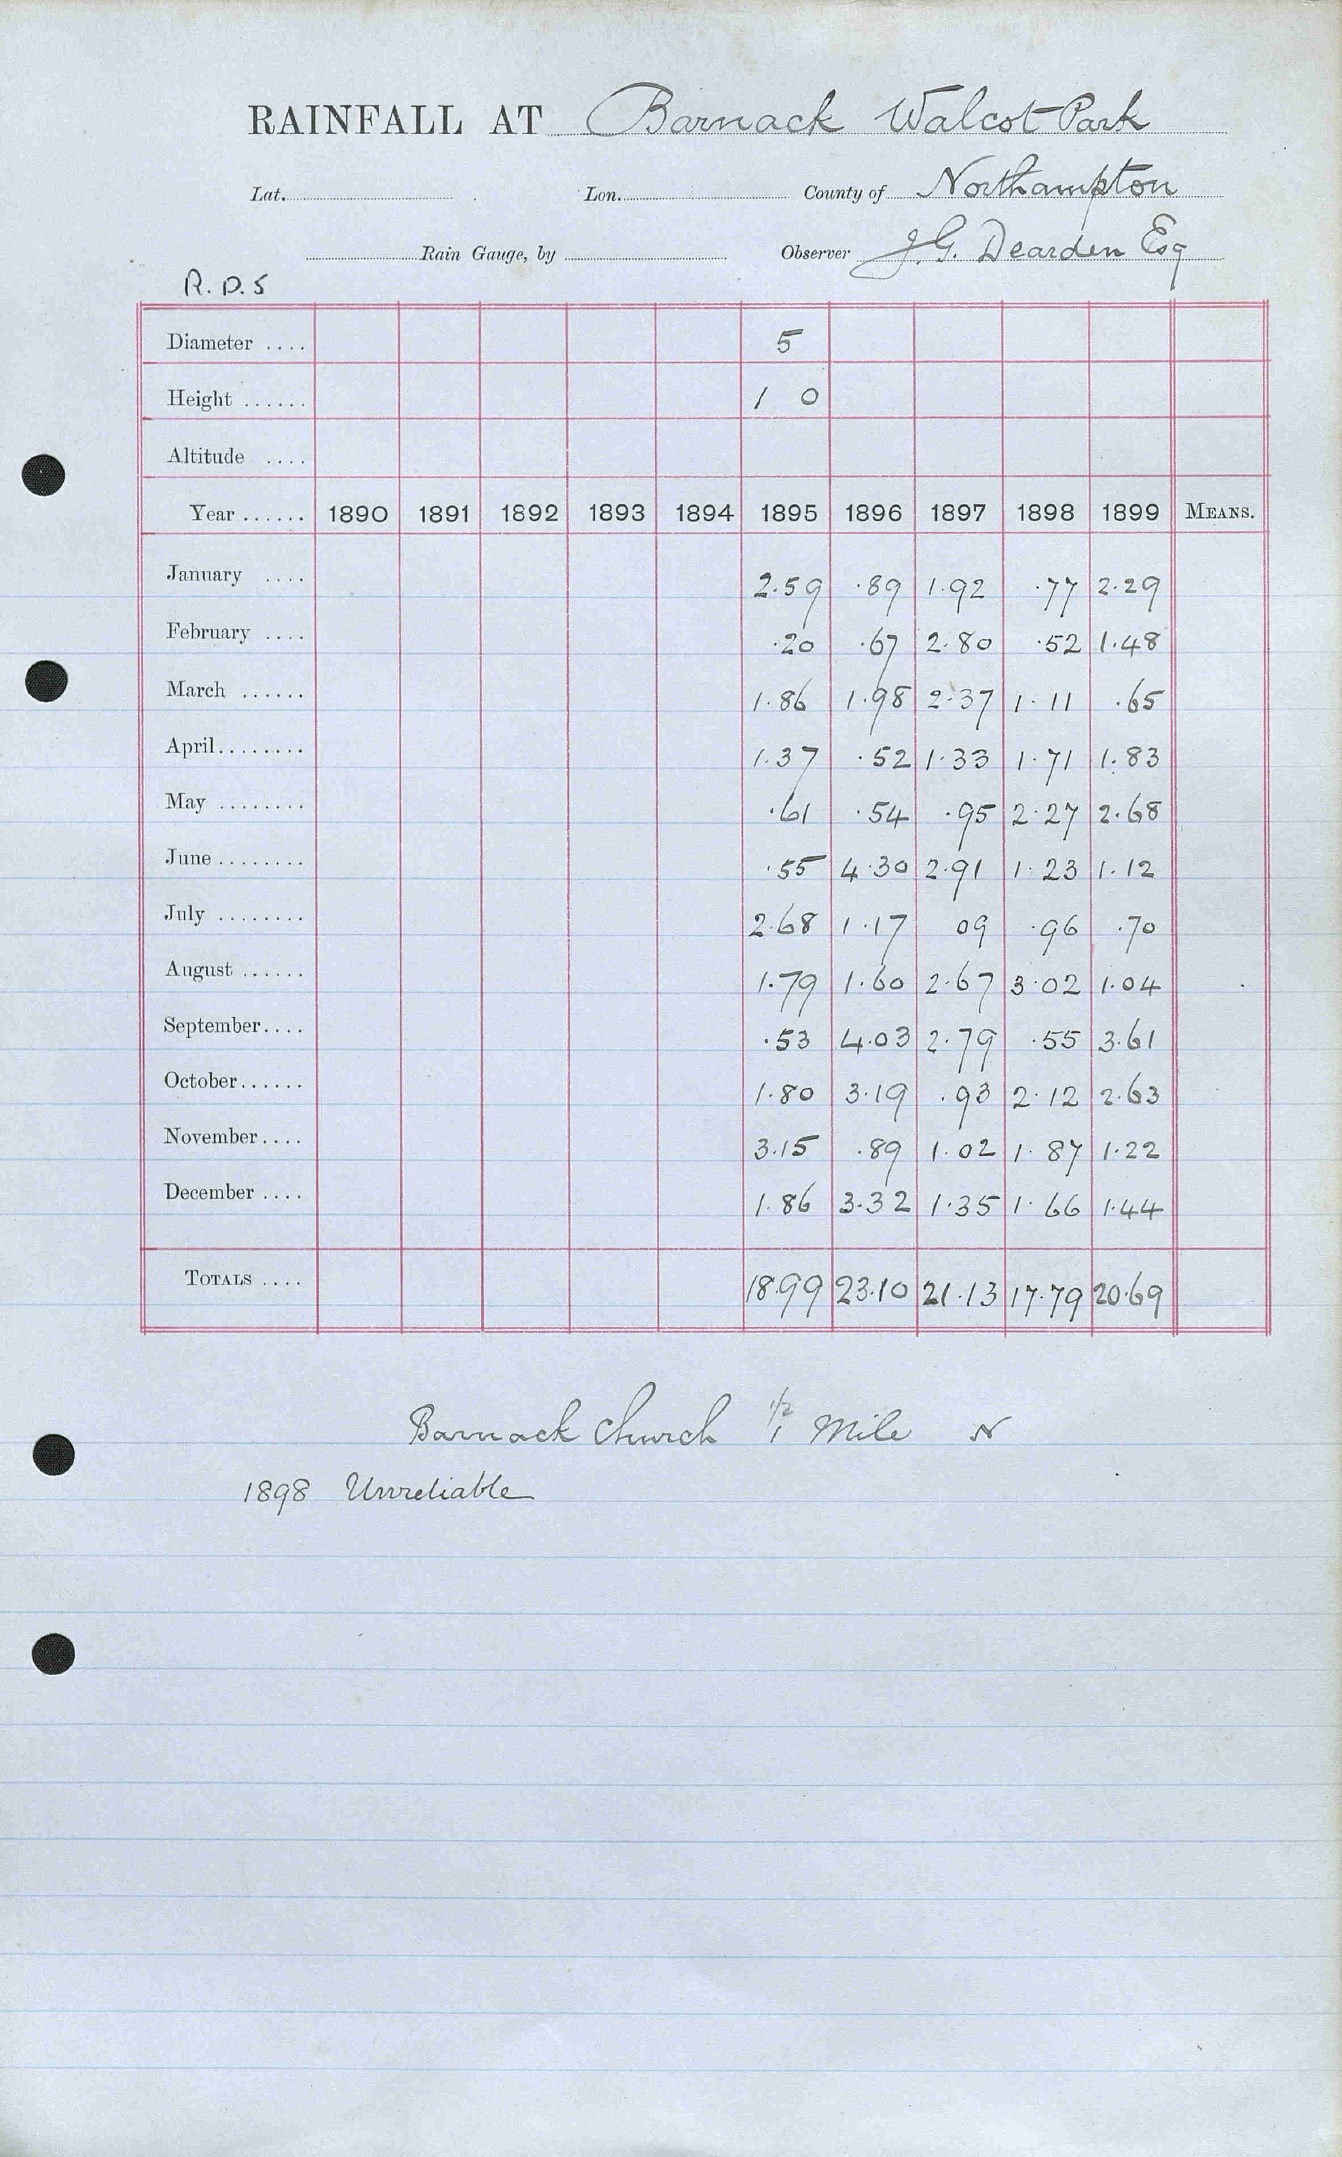 RAINFALL AT Barnack Walcot Park
Lat. Lon. County of Northampton
Rain Gauge, by Observer J. G. Dearden Esq
R. D. 5
Diameter .... 5
Height ...... 1 0
Altitude ....
Year ...... 1890 1891 1892 1893 1894 1895 1896 1897 1898 1899 MEANS.
January .... 2.59 .89 1.92 .77 2.29
February .... .20 .67 2.80 .52 1.48
March ...... 1.86 1.98 2.37 1.11 .65
April........ 1.37 .52 1.33 1.71 1.83
May ........ .61 .54 .95 2.27 2.68
June ........ .55 4.30 2.91 1.23 1.12
July ........ 2.68 1.17 09 .96 .70
August ...... 1.79 1.60 2.67 3.02 1.04
September.... .53 4.03 2.79 .55 3.61
October...... 1.80 3.19 .93 2.12 2.63
November.... 3.15 .89 1.02 1.87 1.22
December .... 1.86 3.32 1.35 1.66 1.44
TOTALS .... 18.99 23.10 21.13 17.79 20.69
Barnack Church 1/2 Mile N
1898 Unreliable